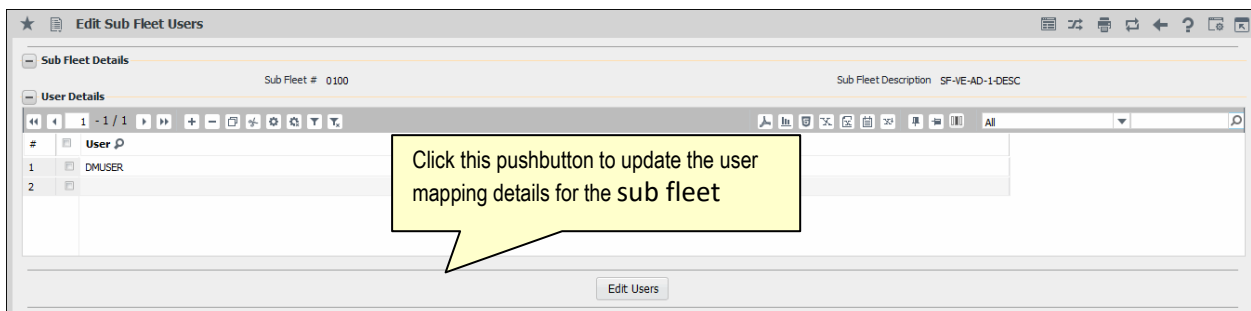 Edit Sub Fleet Users
Sub Fleet Details
Sub Fleet # 0100 Sub Fleet Description SF-VE-AD-1-DESC
User Details
1 - 1 / 1 All
# User
1 DMUSER
2
Click this pushbutton to update the user
mapping details for the sub fleet
Edit Users